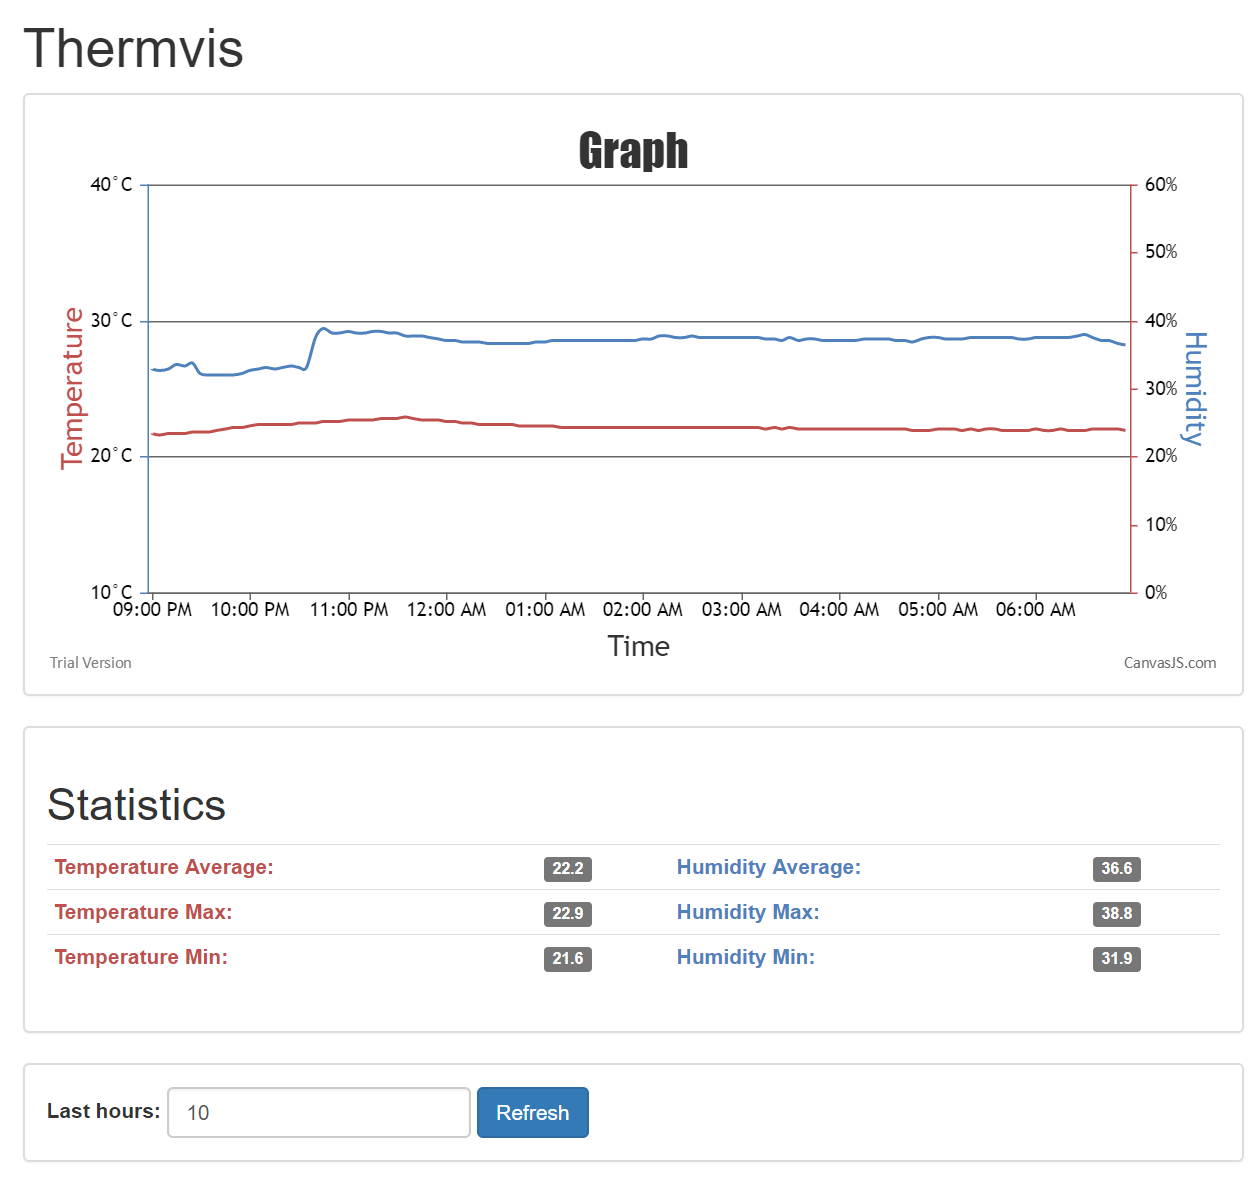 Thermvis
Graph
40°C
30°C
20°C
10°C
Temperature
60%
50%
40%
30%
20%
10%
0%
Humidity
09:00 PM 10:00 PM 11:00 PM 12:00 AM 01:00 AM 02:00 AM 03:00 AM 04:00 AM 05:00 AM 06:00 AM
Time
Trial Version
CanvasJS.com
Statistics
Temperature Average: 22.2 Humidity Average: 36.6
Temperature Max: 22.9 Humidity Max: 38.8
Temperature Min: 21.6 Humidity Min: 31.9
Last hours: 10 Refresh